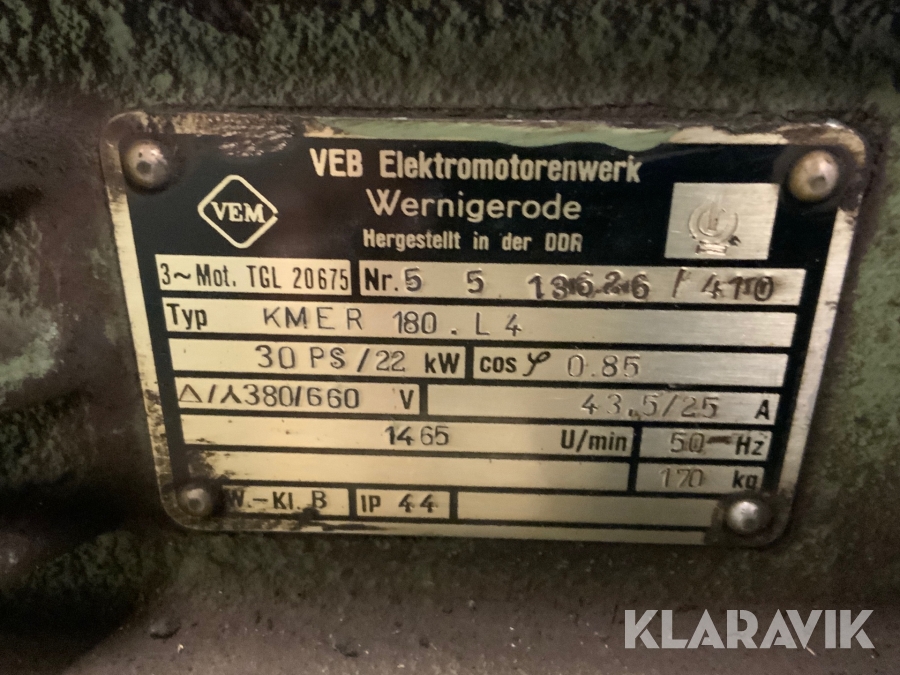 VEB Elektromotorenwerk
VEM
Wernigerode
Hergestellt in der DDR
3~Mot. TGL 20675 Nr. 5 5 13626 / 410
Typ KMER 180. L4
30 PS/22 kW cos φ 0.85
△/⅄ 380/660 V 43,5/25 A
1465 U/min 50 Hz
170 kg
W.-Kl. B IP 44
KLARAVIK